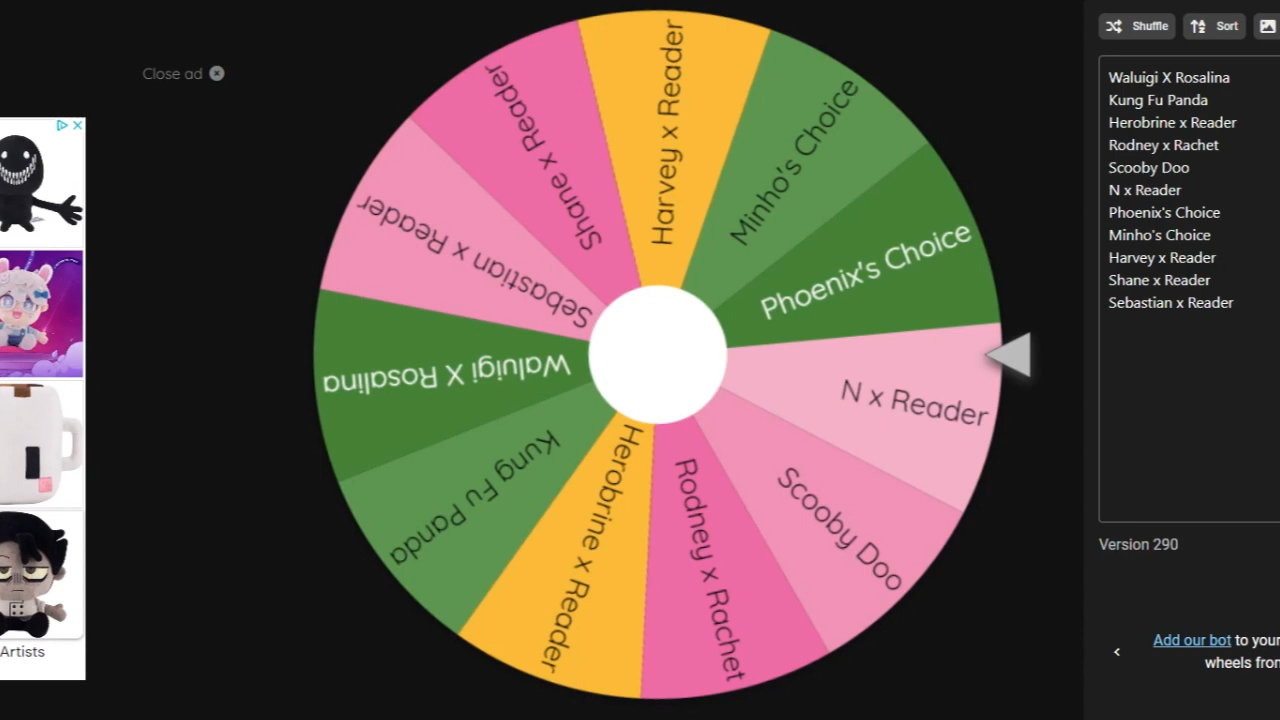 Close ad
Artists
Harvey x Reader
Minho's Choice
Phoenix's Choice
N x Reader
Scooby Doo
Rodney x Rachet
Herobrine x Reader
Kung Fu Panda
Waluigi X Rosalina
Sebastian x Reader
Shane x Reader
Shuffle
Sort
Waluigi X Rosalina
Kung Fu Panda
Herobrine x Reader
Rodney x Rachet
Scooby Doo
N x Reader
Phoenix's Choice
Minho's Choice
Harvey x Reader
Shane x Reader
Sebastian x Reader
Version 290
Add our bot to your
wheels from